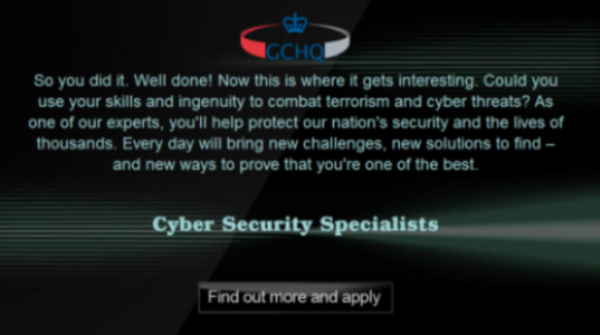 GCHQ
So you did it. Well done! Now this is where it gets interesting. Could you
use your skills and ingenuity to combat terrorism and cyber threats? As
one of our experts, you'll help protect our nation's security and the lives of
thousands. Every day will bring new challenges, new solutions to find –
and new ways to prove that you're one of the best.
Cyber Security Specialists
Find out more and apply